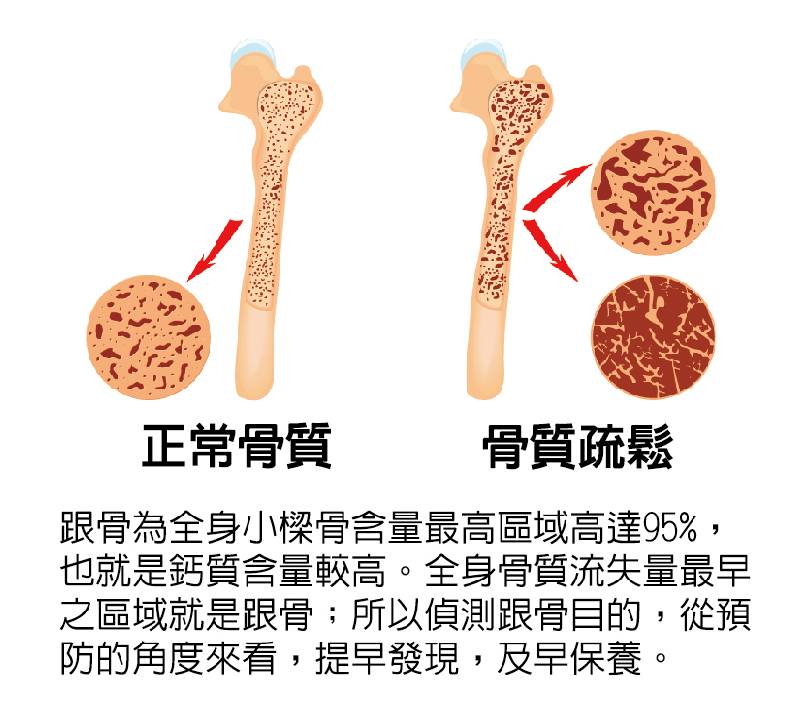 正常骨質
骨質疏鬆
跟骨為全身小樑骨含量最高區域高達95%，
也就是鈣質含量較高。全身骨質流失量最早
之區域就是跟骨；所以偵測跟骨目的，從預
防的角度來看，提早發現，及早保養。